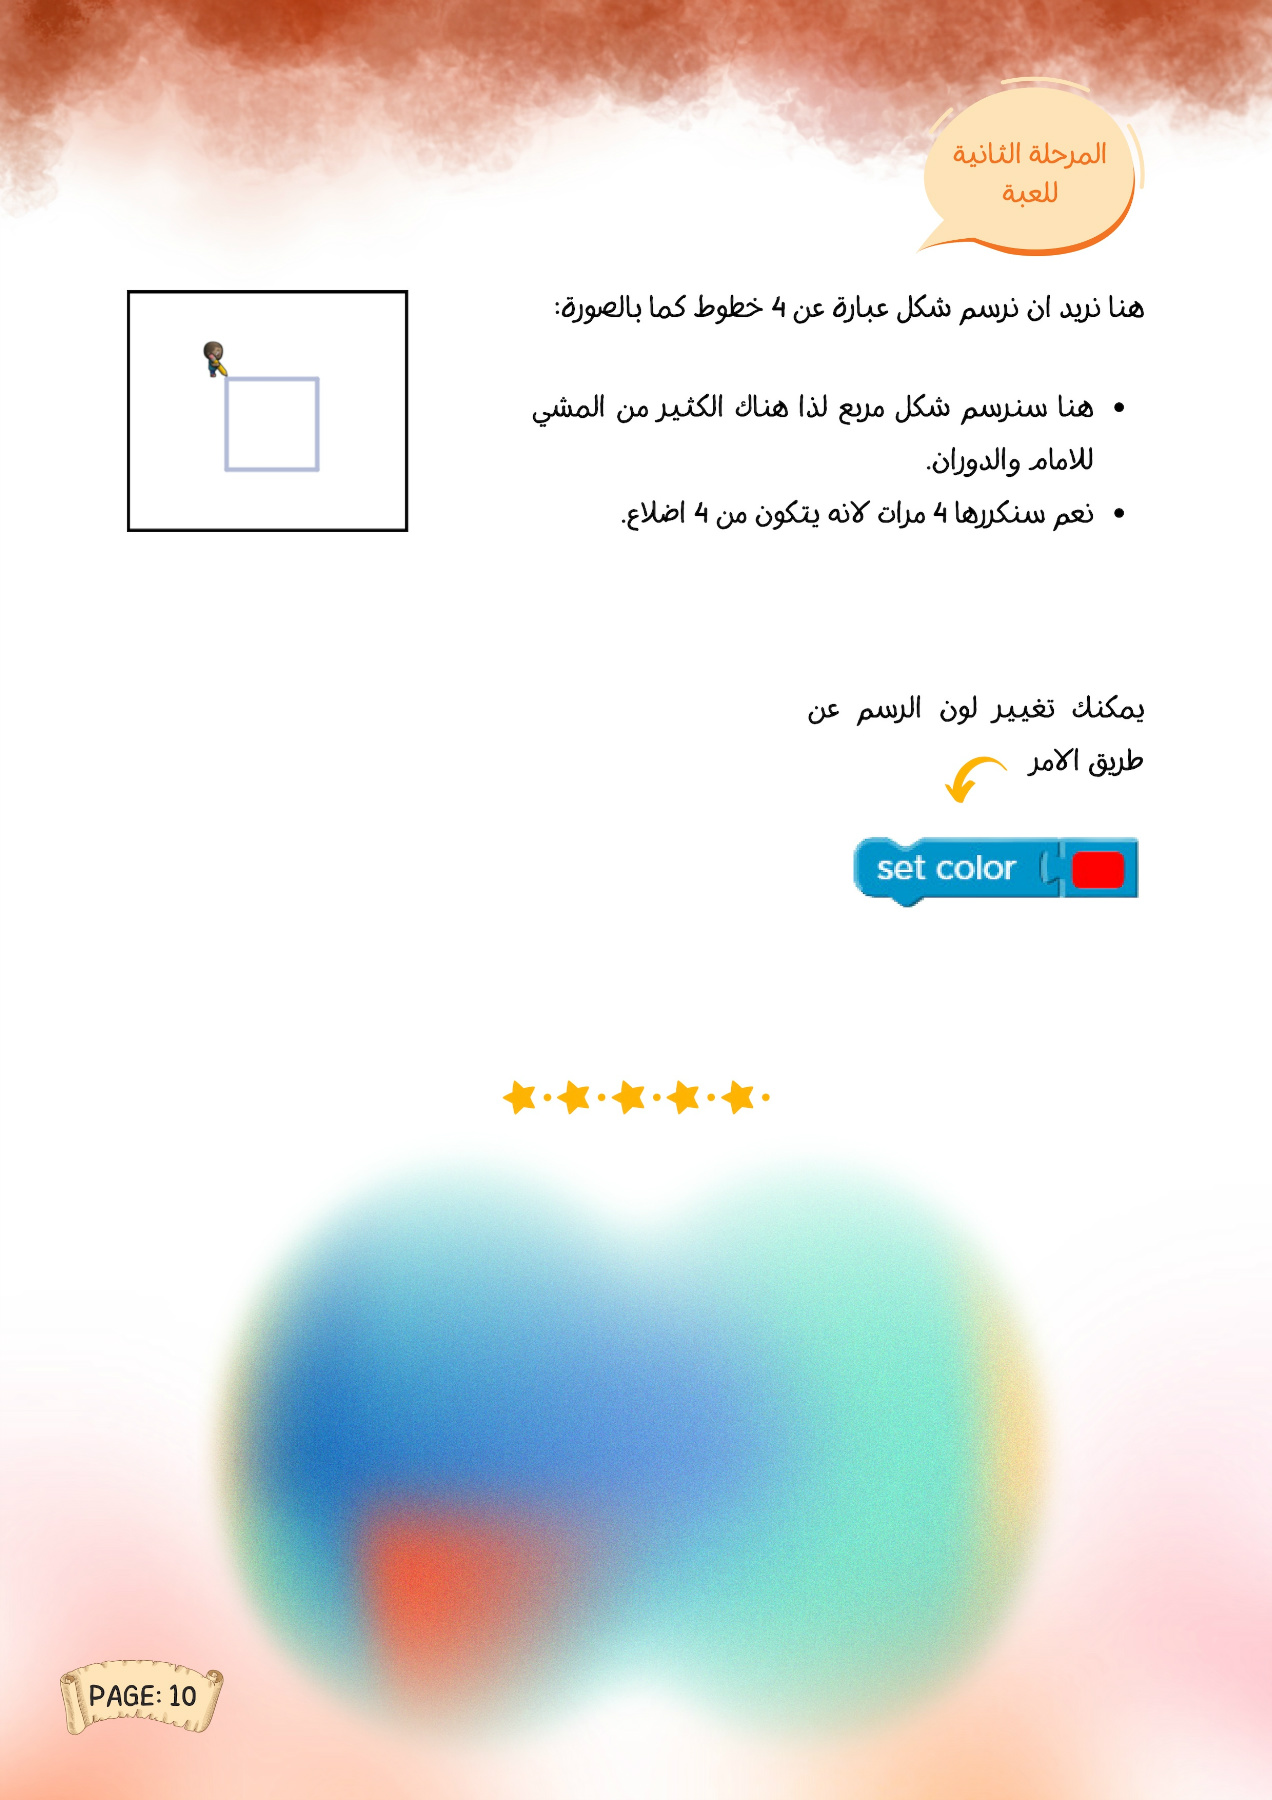 المرحلة الثانية
للعبة
هنا نريد ان نرسم شكل عبارة عن 4 خطوط كما بالصورة:
• هنا سنرسم شكل مربع لذا هناك الكثير من المشي
للامام والدوران.
• نعم سنكررها 4 مرات لانه يتكون من 4 اضلاع.
يمكنك تغيير لون الرسم عن
طريق الامر
set color
PAGE: 10